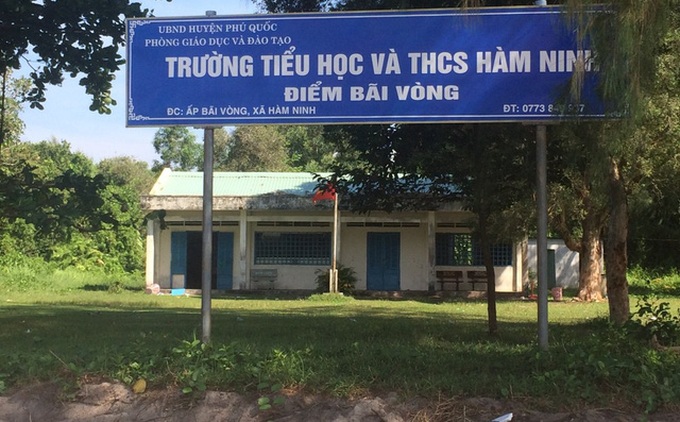 UBND HUYỆN PHÚ QUỐC
PHÒNG GIÁO DỤC VÀ ĐÀO TẠO
TRƯỜNG TIỂU HỌC VÀ THCS HÀM NINH
ĐIỂM BÃI VÒNG
ĐC: ẤP BÃI VÒNG, XÃ HÀM NINH
ĐT: 0773